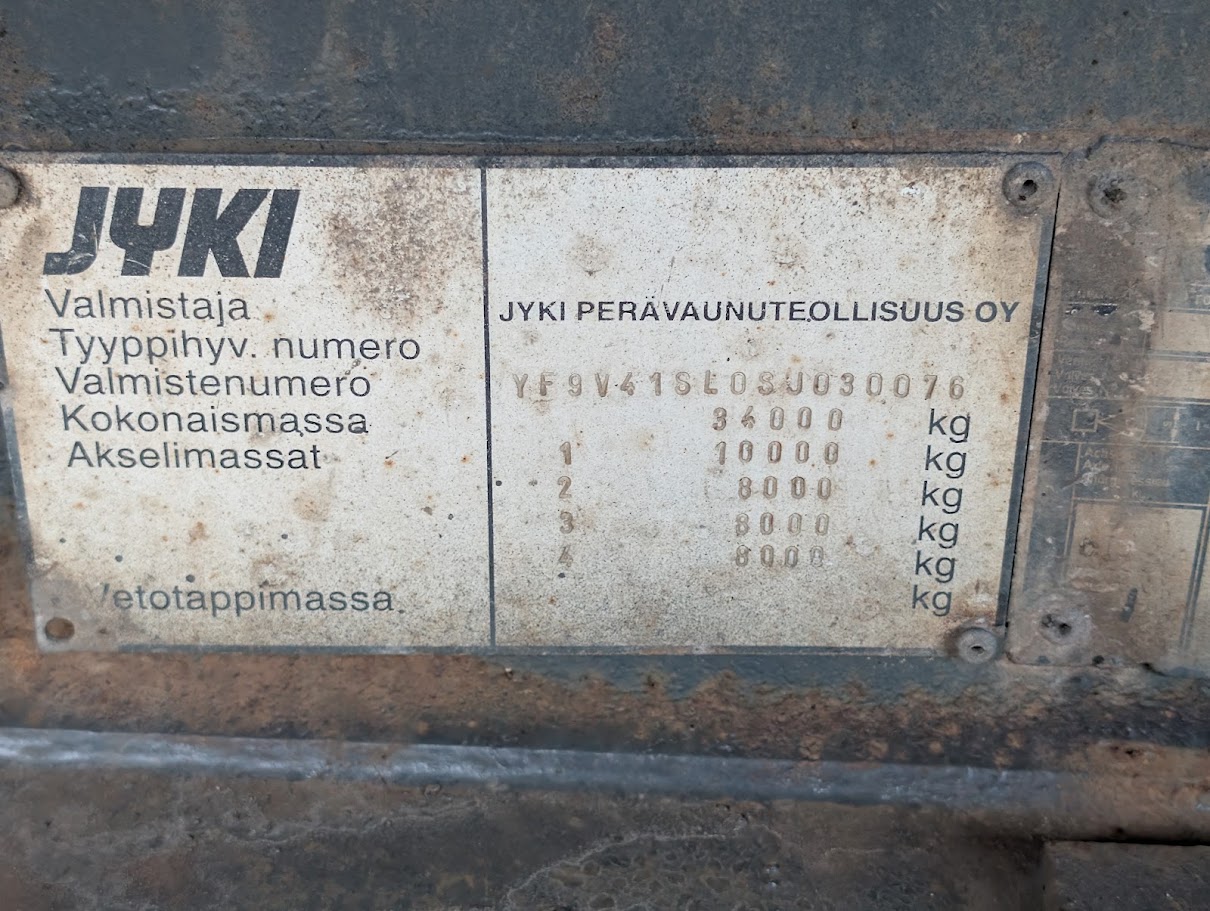 JYKI
Valmistaja JYKI PERÄVAUNUTEOLLISUUS OY
Tyyppihyv. numero
Valmistenumero YF9V41SL0SJ030076
Kokonaismassa 34000 kg
Akselimassat 1 10000 kg
2 8000 kg
3 8000 kg
4 8000 kg
Vetotappimassa kg